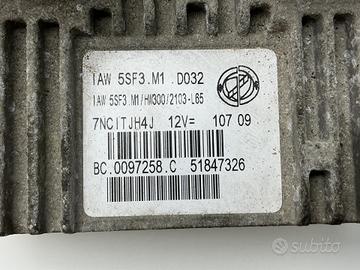 IAW 5SF3.M1 .D032
IAW 5SF3.M1/HW300/2103-L65
7NCITJH4J 12V= 107 09
BC.0097258.C 51847326
subito